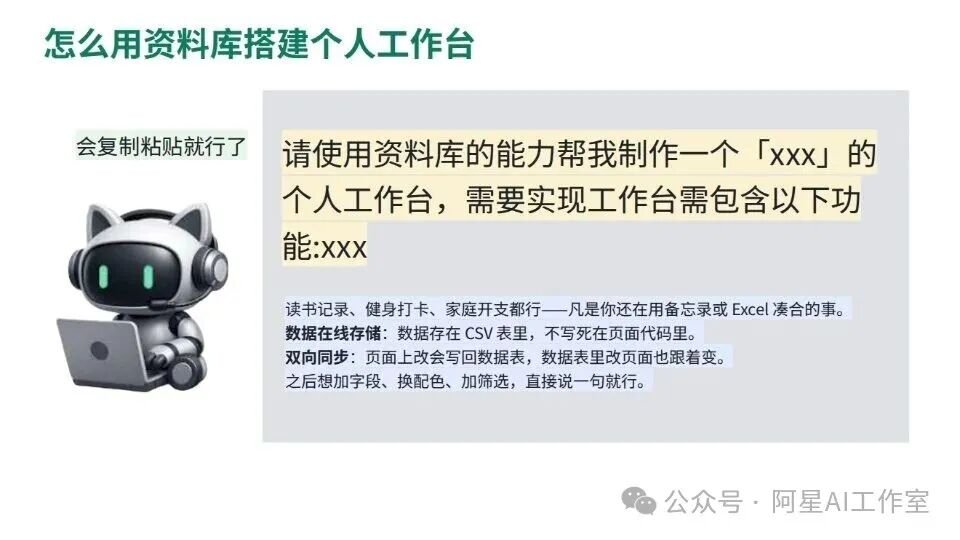 怎么用资料库搭建个人工作台
会复制粘贴就行了
请使用资料库的能力帮我制作一个「xxx」的
个人工作台，需要实现工作台需包含以下功
能:xxx
读书记录、健身打卡、家庭开支都行——凡是你还在用备忘录或 Excel 凑合的事。
数据在线存储：数据存在 CSV 表里，不写死在页面代码里。
双向同步：页面上改会写回数据表，数据表里改页面也跟着变。
之后想加字段、换配色、加筛选，直接说一句就行。
公众号 · 阿星AI工作室